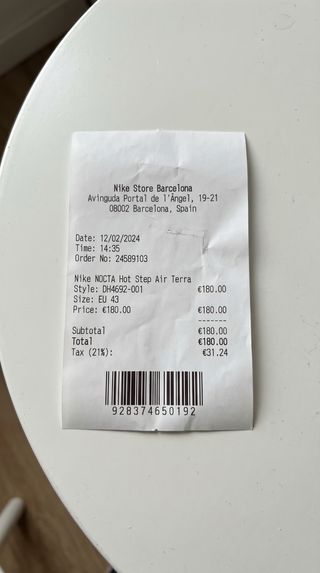 Nike Store Barcelona
Avinguda Portal de l'Àngel, 19-21
08002 Barcelona, Spain
Date: 12/02/2024
Time: 14:35
Order No: 24589103
Nike NOCTA Hot Step Air Terra
Style: DH4692-001 €180.00
Size: EU 43
Price: €180.00 €180.00
-------
Subtotal €180.00
Total €180.00
Tax (21%): €31.24
928374650192